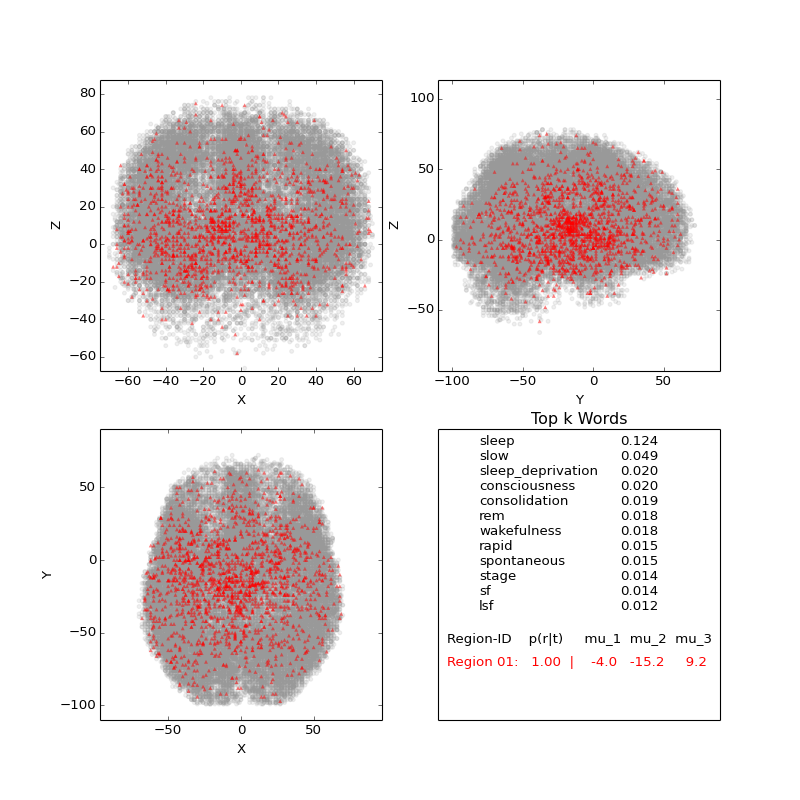 80
60
40
20
0
−20
−40
−60
Z
−60 −40 −20 0 20 40 60
X
100
50
0
−50
Z
−100 −50 0 50
Y
50
0
−50
−100
Y
−50 0 50
X
Top k Words
sleep 0.124
slow 0.049
sleep_deprivation 0.020
consciousness 0.020
consolidation 0.019
rem 0.018
wakefulness 0.018
rapid 0.015
spontaneous 0.015
stage 0.014
sf 0.014
lsf 0.012
Region-ID p(r|t) mu_1 mu_2 mu_3
Region 01: 1.00 | -4.0 -15.2 9.2